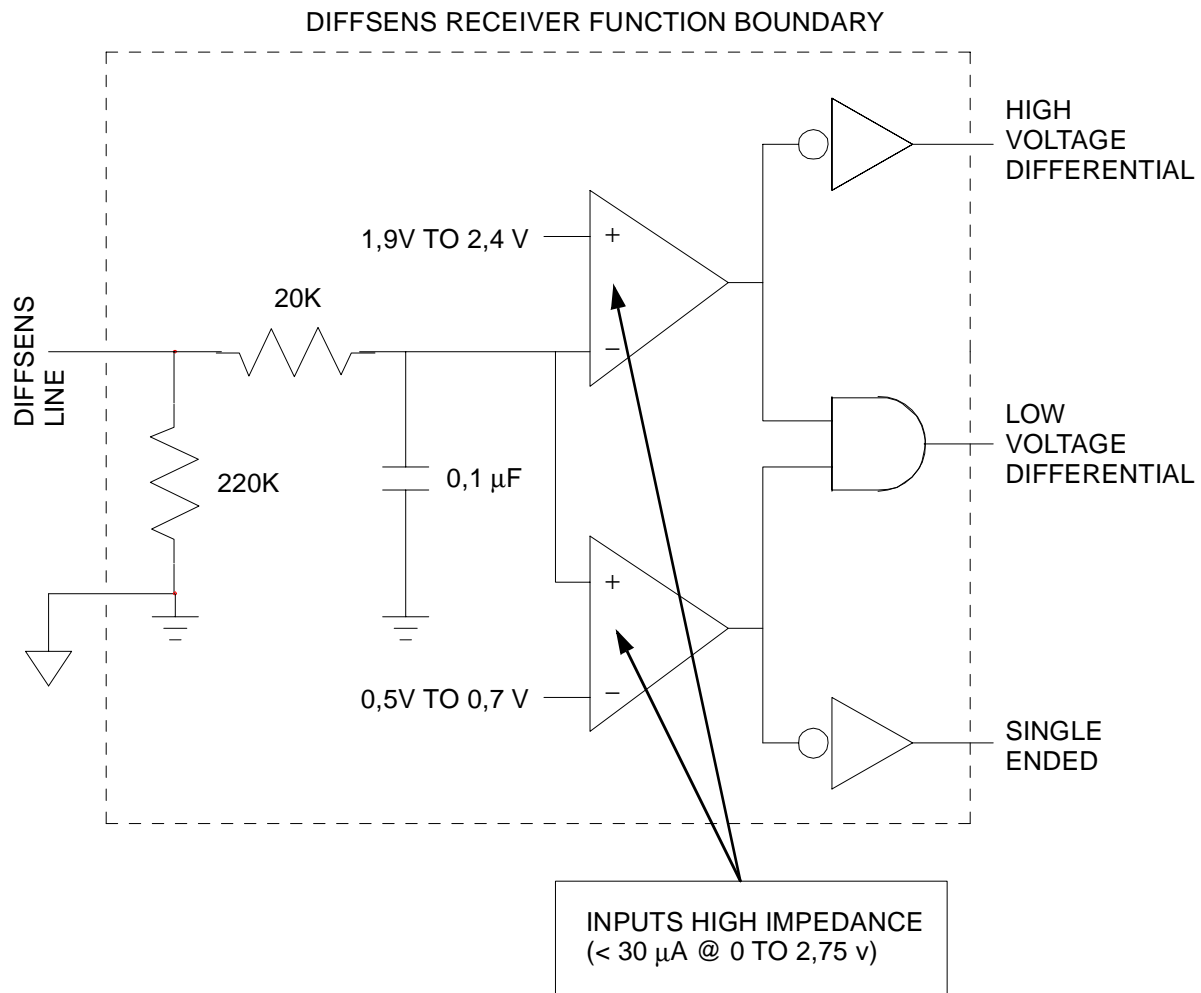 DIFFSENS RECEIVER FUNCTION BOUNDARY
HIGH
VOLTAGE
DIFFERENTIAL
1,9V TO 2,4 V
+
−
20K
DIFFSENS
LINE
220K
0,1 μF
LOW
VOLTAGE
DIFFERENTIAL
+
−
0,5V TO 0,7 V
SINGLE
ENDED
INPUTS HIGH IMPEDANCE
(< 30 μA @ 0 TO 2,75 v)